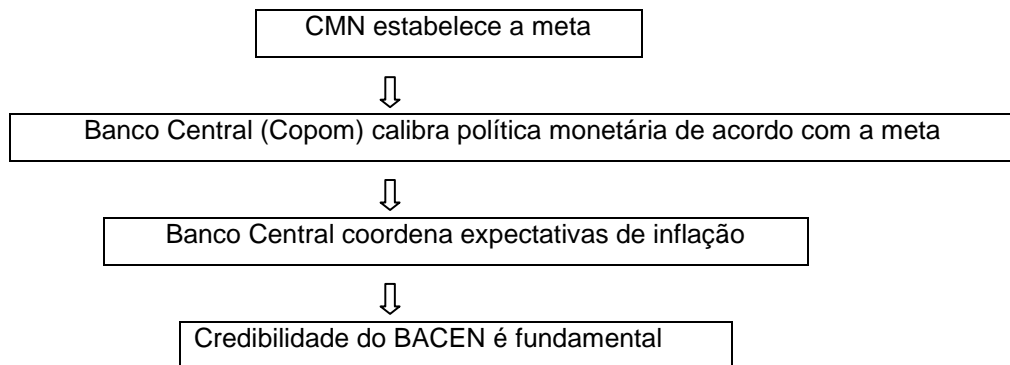 CMN estabelece a meta
Banco Central (Copom) calibra política monetária de acordo com a meta
Banco Central coordena expectativas de inflação
Credibilidade do BACEN é fundamental